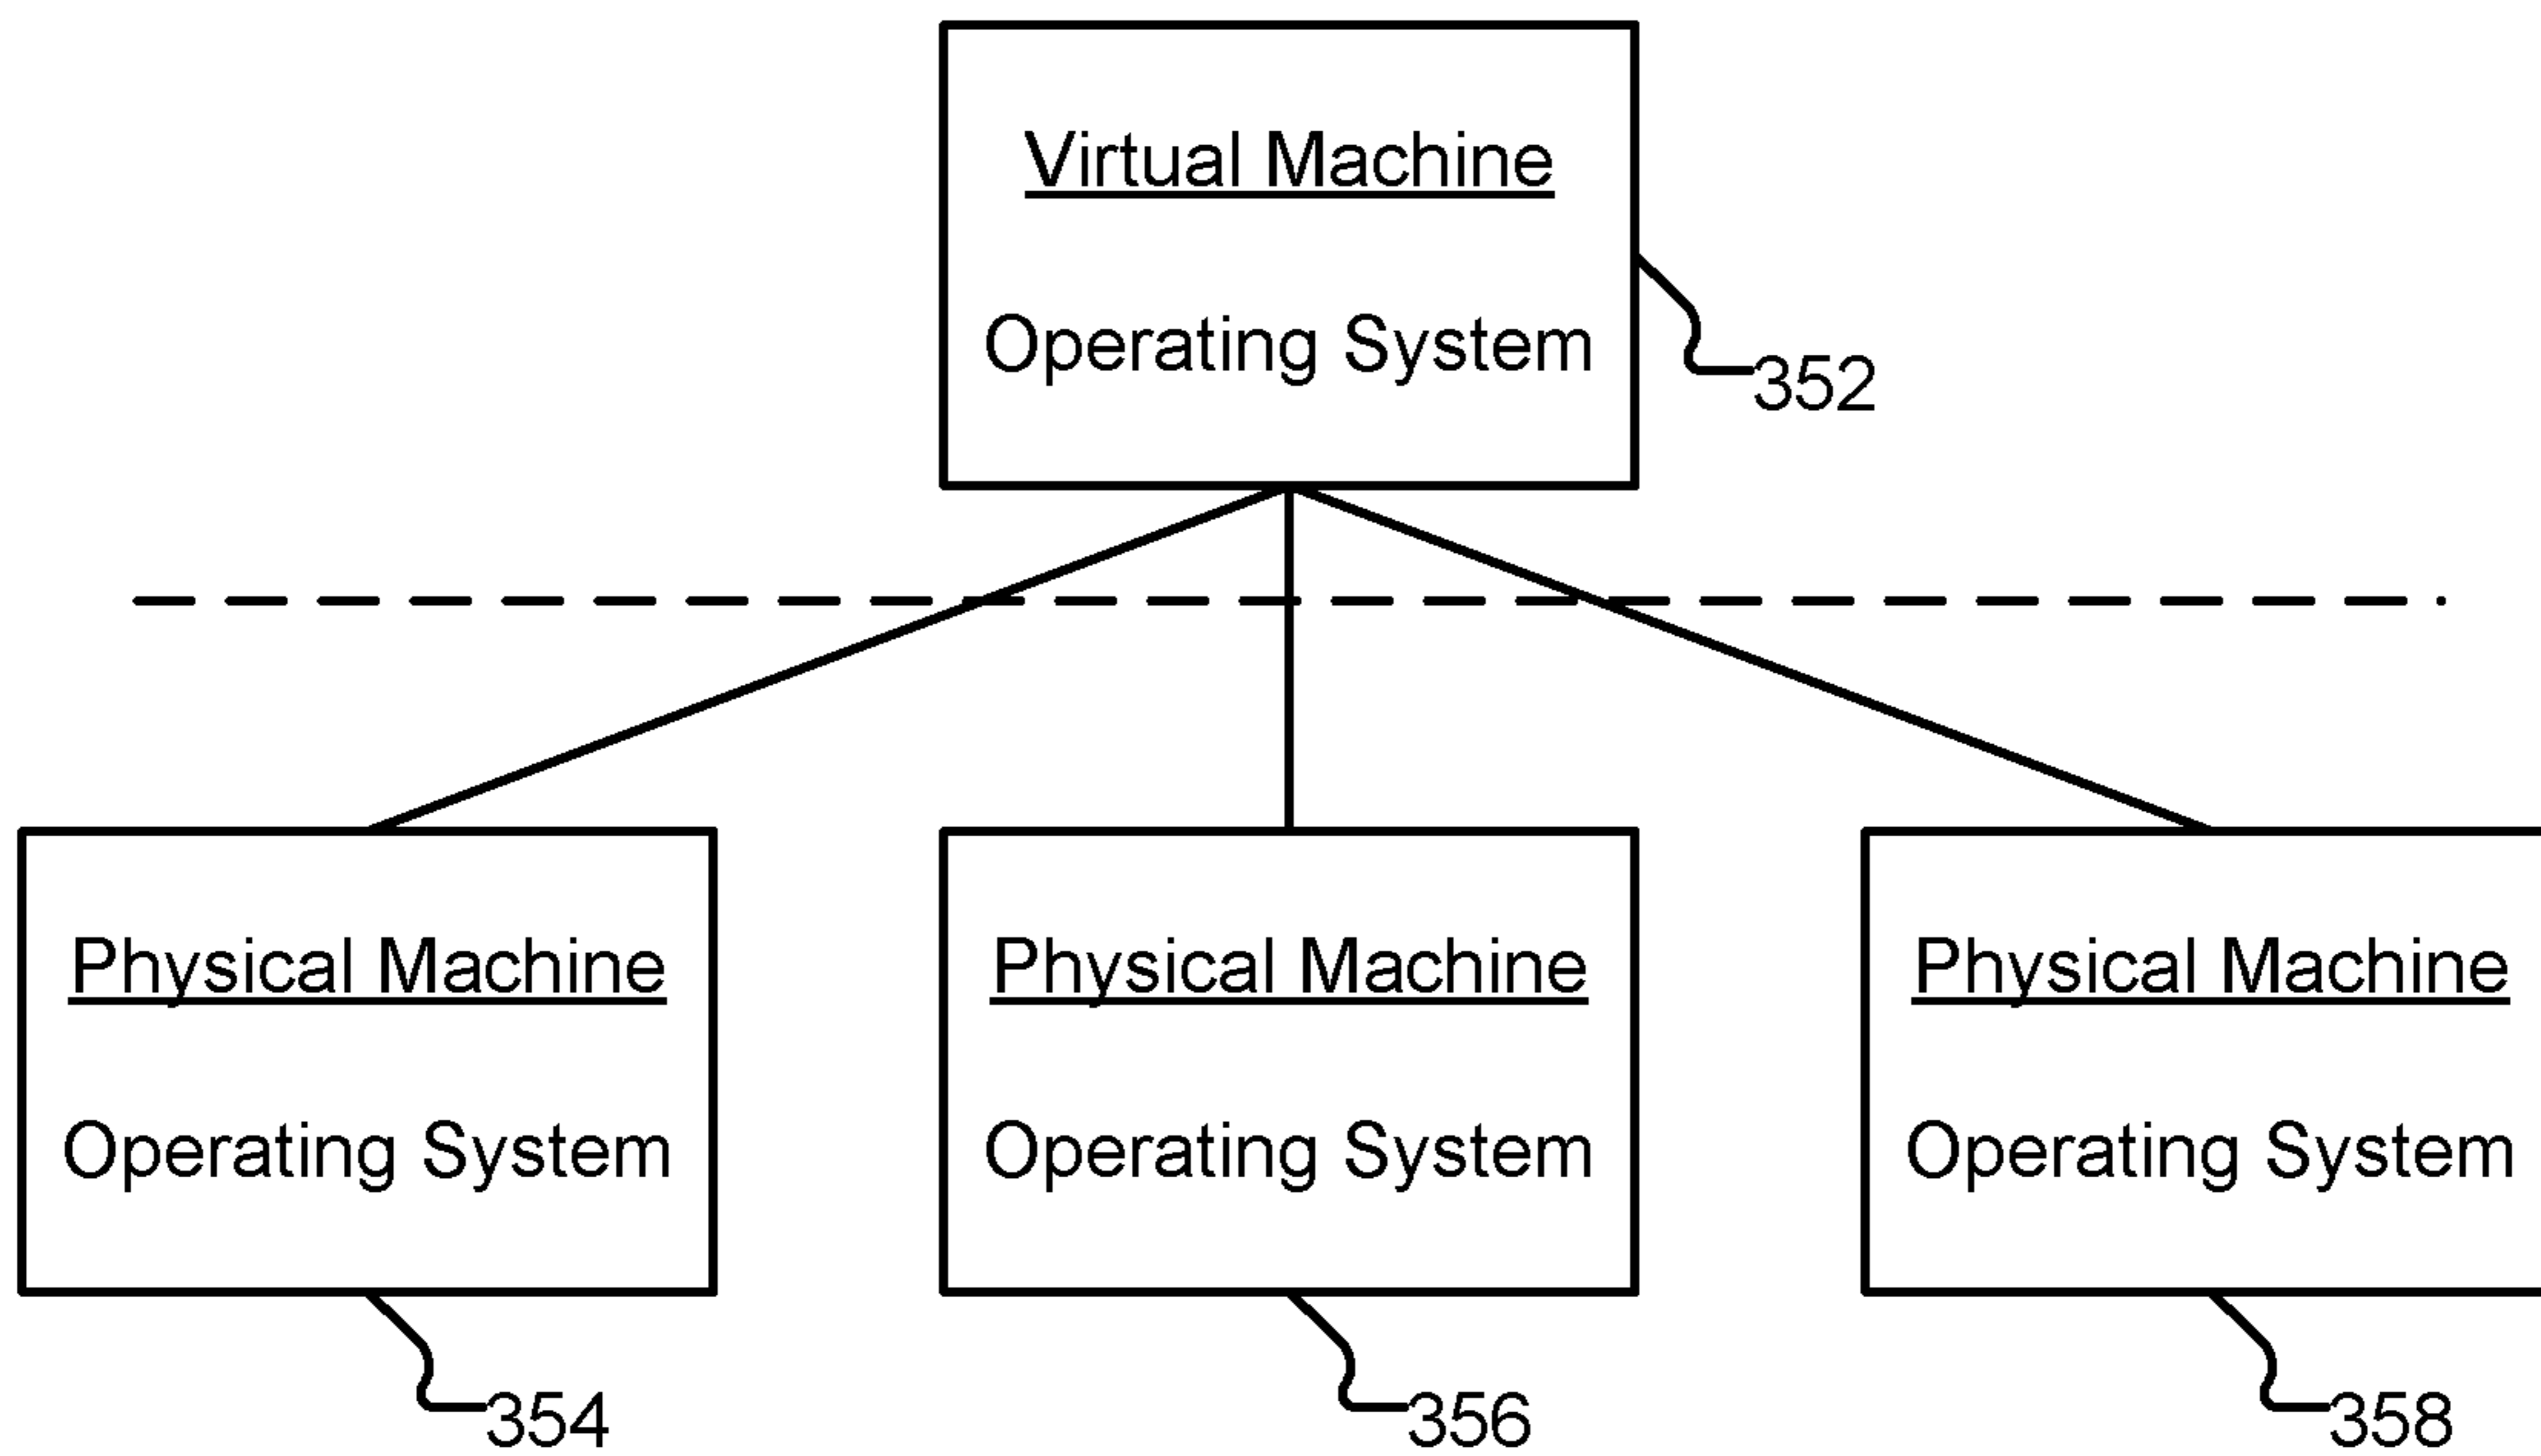 Virtual Machine
Operating System
352
Physical Machine
Operating System
354
Physical Machine
Operating System
356
Physical Machine
Operating System
358